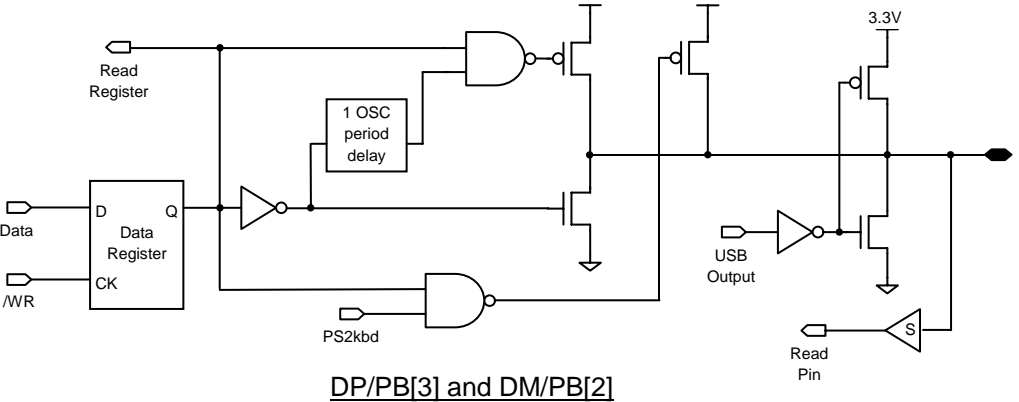 3.3V
Read
Register
1 OSC
period
delay
D
Q
Data
Data
Register
/WR
CK
USB
Output
PS2kbd
S
Read
Pin
DP/PB[3] and DM/PB[2]